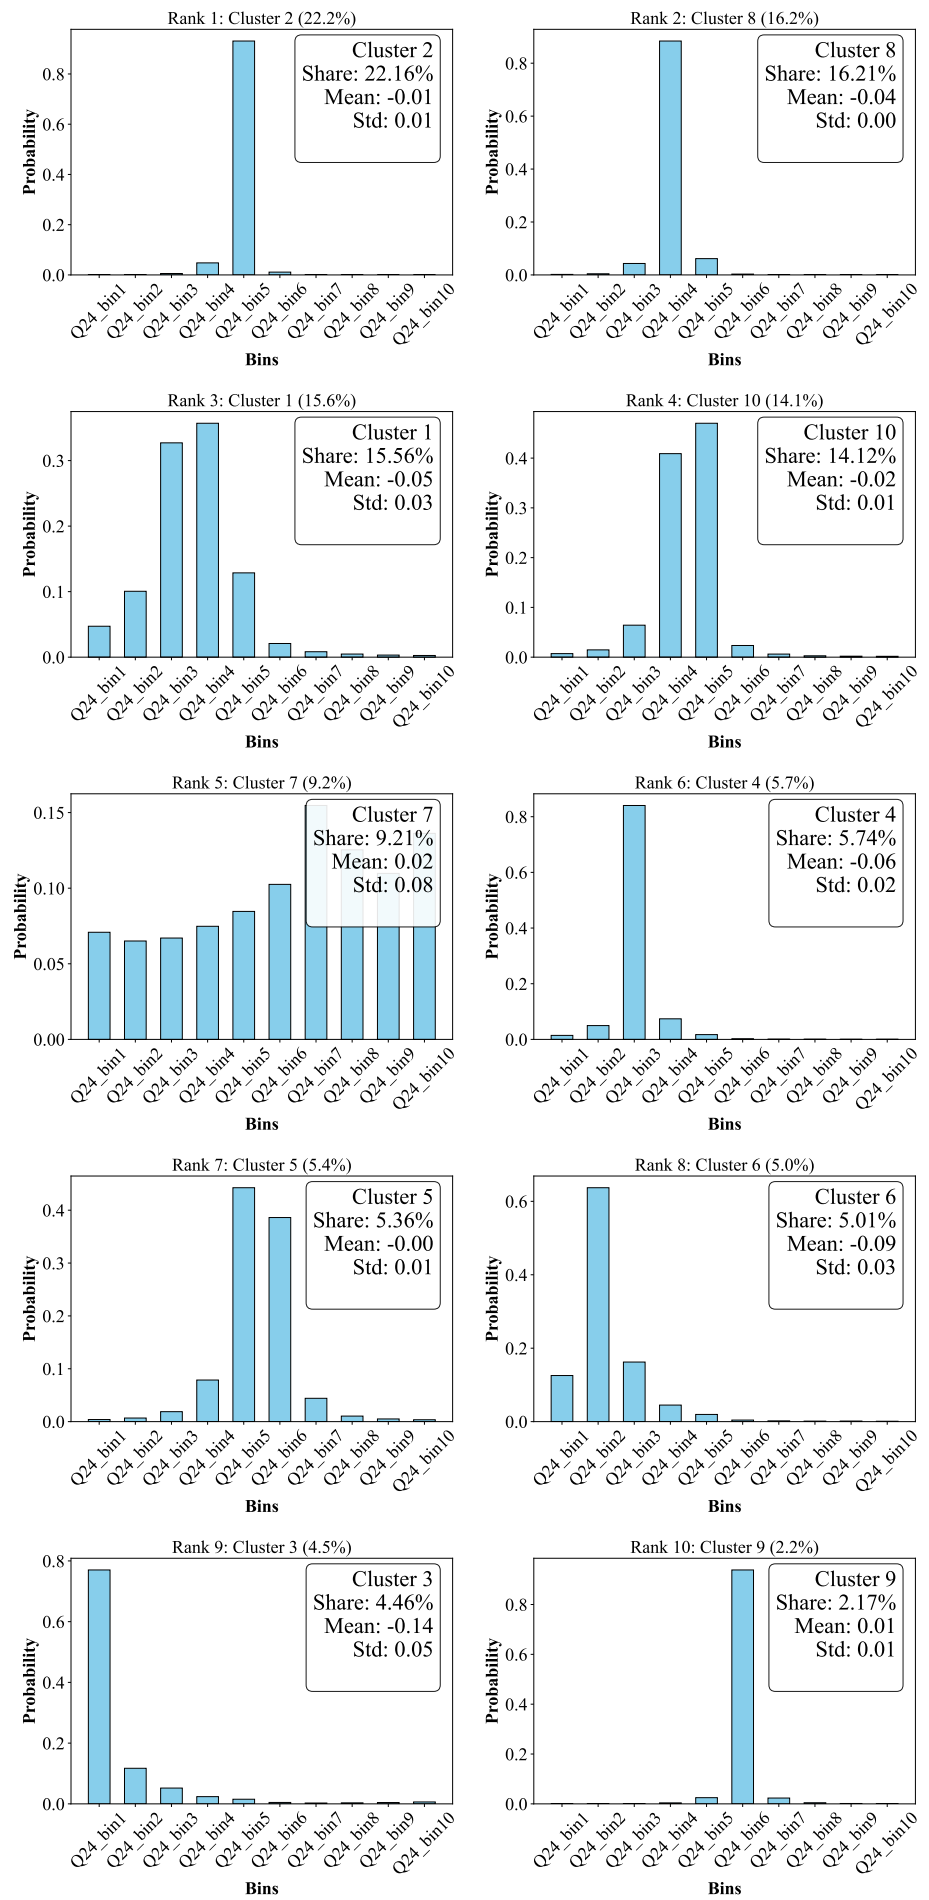 Rank 1: Cluster 2 (22.2%)
Cluster 2
Share: 22.16%
Mean: -0.01
Std: 0.01
Probability
0.8
0.6
0.4
0.2
0.0
Q24_bin1 Q24_bin2 Q24_bin3 Q24_bin4 Q24_bin5 Q24_bin6 Q24_bin7 Q24_bin8 Q24_bin9 Q24_bin10
Bins
Rank 2: Cluster 8 (16.2%)
Cluster 8
Share: 16.21%
Mean: -0.04
Std: 0.00
Probability
0.8
0.6
0.4
0.2
0.0
Q24_bin1 Q24_bin2 Q24_bin3 Q24_bin4 Q24_bin5 Q24_bin6 Q24_bin7 Q24_bin8 Q24_bin9 Q24_bin10
Bins
Rank 3: Cluster 1 (15.6%)
Cluster 1
Share: 15.56%
Mean: -0.05
Std: 0.03
Probability
0.3
0.2
0.1
0.0
Q24_bin1 Q24_bin2 Q24_bin3 Q24_bin4 Q24_bin5 Q24_bin6 Q24_bin7 Q24_bin8 Q24_bin9 Q24_bin10
Bins
Rank 4: Cluster 10 (14.1%)
Cluster 10
Share: 14.12%
Mean: -0.02
Std: 0.01
Probability
0.4
0.3
0.2
0.1
0.0
Q24_bin1 Q24_bin2 Q24_bin3 Q24_bin4 Q24_bin5 Q24_bin6 Q24_bin7 Q24_bin8 Q24_bin9 Q24_bin10
Bins
Rank 5: Cluster 7 (9.2%)
Cluster 7
Share: 9.21%
Mean: 0.02
Std: 0.08
Probability
0.15
0.10
0.05
0.00
Q24_bin1 Q24_bin2 Q24_bin3 Q24_bin4 Q24_bin5 Q24_bin6 Q24_bin7 Q24_bin8 Q24_bin9 Q24_bin10
Bins
Rank 6: Cluster 4 (5.7%)
Cluster 4
Share: 5.74%
Mean: -0.06
Std: 0.02
Probability
0.8
0.6
0.4
0.2
0.0
Q24_bin1 Q24_bin2 Q24_bin3 Q24_bin4 Q24_bin5 Q24_bin6 Q24_bin7 Q24_bin8 Q24_bin9 Q24_bin10
Bins
Rank 7: Cluster 5 (5.4%)
Cluster 5
Share: 5.36%
Mean: -0.00
Std: 0.01
Probability
0.4
0.3
0.2
0.1
0.0
Q24_bin1 Q24_bin2 Q24_bin3 Q24_bin4 Q24_bin5 Q24_bin6 Q24_bin7 Q24_bin8 Q24_bin9 Q24_bin10
Bins
Rank 8: Cluster 6 (5.0%)
Cluster 6
Share: 5.01%
Mean: -0.09
Std: 0.03
Probability
0.6
0.4
0.2
0.0
Q24_bin1 Q24_bin2 Q24_bin3 Q24_bin4 Q24_bin5 Q24_bin6 Q24_bin7 Q24_bin8 Q24_bin9 Q24_bin10
Bins
Rank 9: Cluster 3 (4.5%)
Cluster 3
Share: 4.46%
Mean: -0.14
Std: 0.05
Probability
0.8
0.6
0.4
0.2
0.0
Q24_bin1 Q24_bin2 Q24_bin3 Q24_bin4 Q24_bin5 Q24_bin6 Q24_bin7 Q24_bin8 Q24_bin9 Q24_bin10
Bins
Rank 10: Cluster 9 (2.2%)
Cluster 9
Share: 2.17%
Mean: 0.01
Std: 0.01
Probability
0.8
0.6
0.4
0.2
0.0
Q24_bin1 Q24_bin2 Q24_bin3 Q24_bin4 Q24_bin5 Q24_bin6 Q24_bin7 Q24_bin8 Q24_bin9 Q24_bin10
Bins